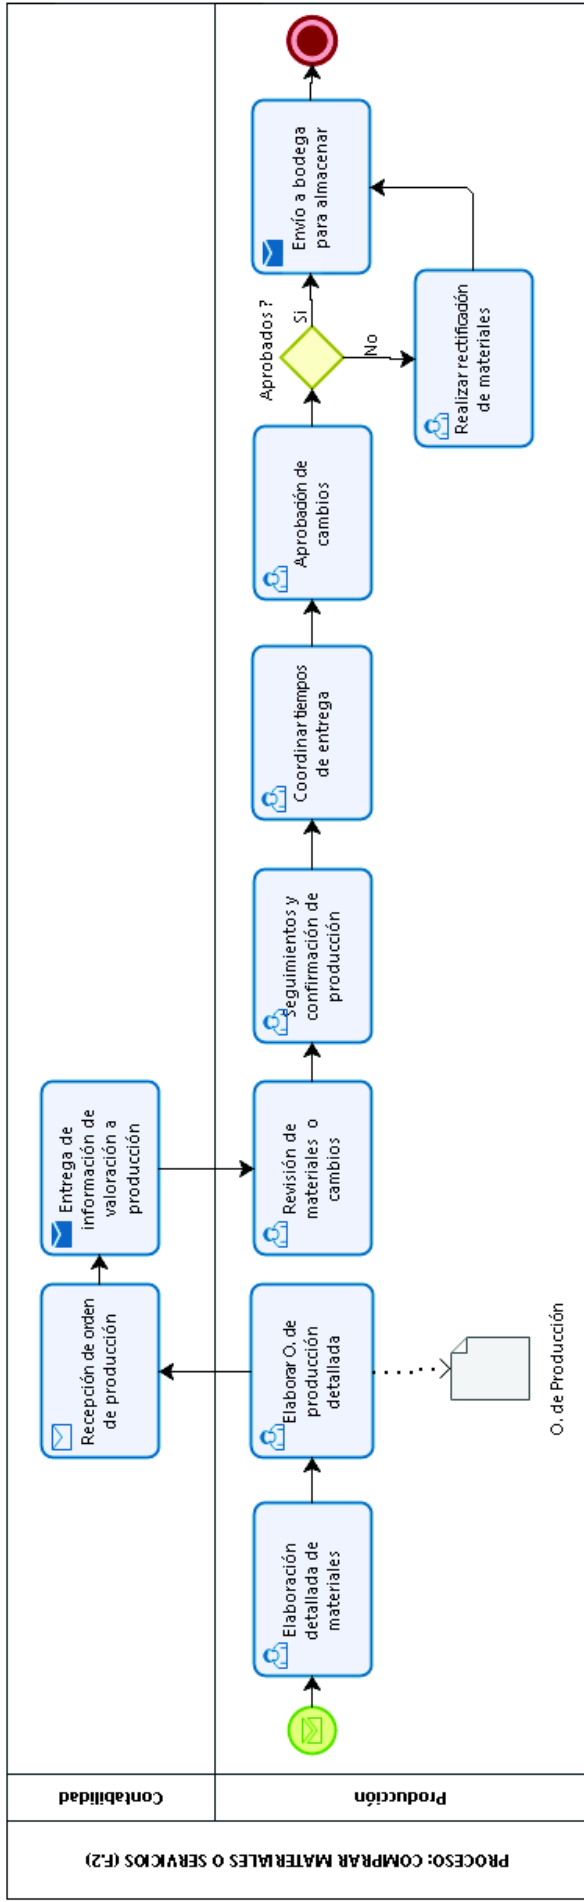 PROCESO: COMPRAR MATERIALES O SERVICIOS (F.2)
Contabilidad
Recepción de orden
de producción
Entrega de
información de
valoración a
producción
Producción
Elaboración
detallada de
materiales
Elaborar O. de
producción
detallada
O. de Producción
Revisión de
materiales o
cambios
Seguimientos y
confirmación de
producción
Coordinar tiempos
de entrega
Aprobación de
cambios
Aprobados ?
Si
No
Realizar rectificación
de materiales
Envío a bodega
para almacenar